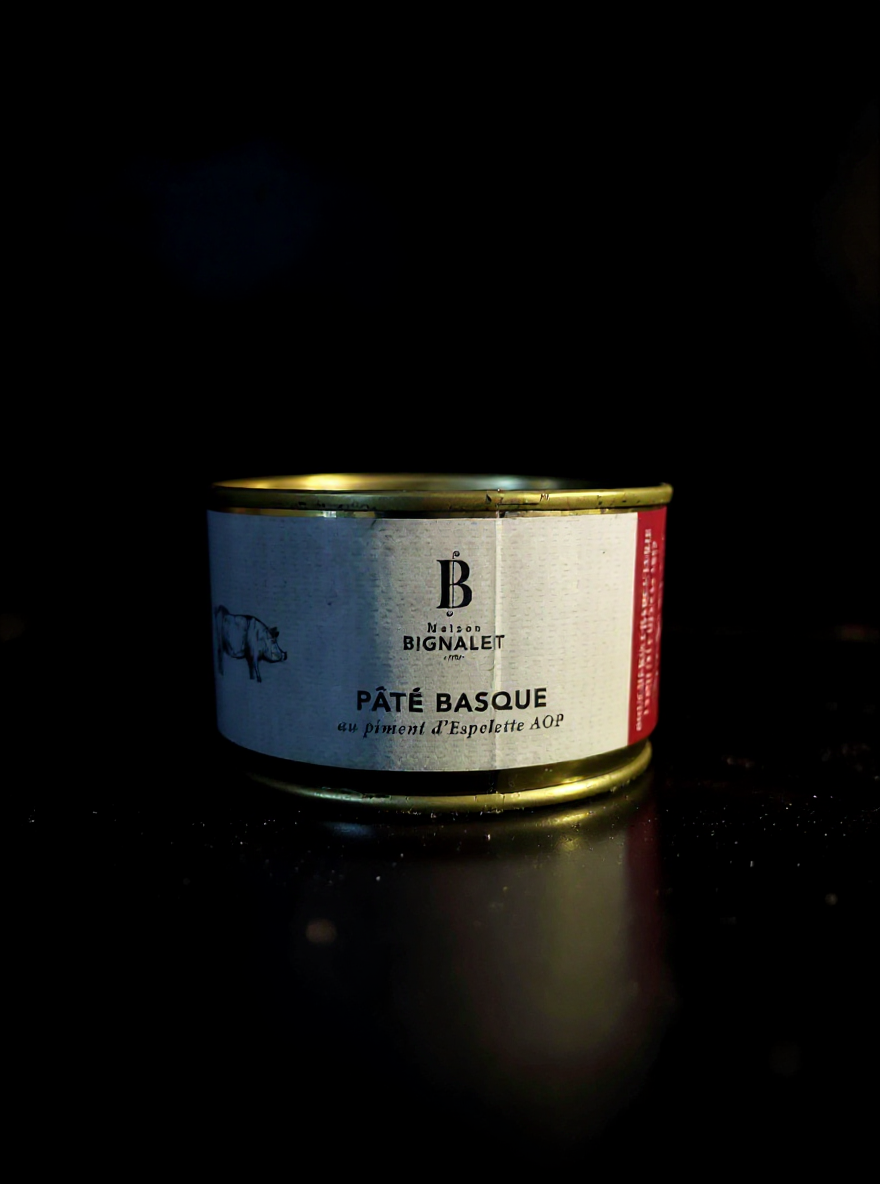 B
Maison
BIGNALET
PÂTÉ BASQUE
au piment d'Espelette AOP